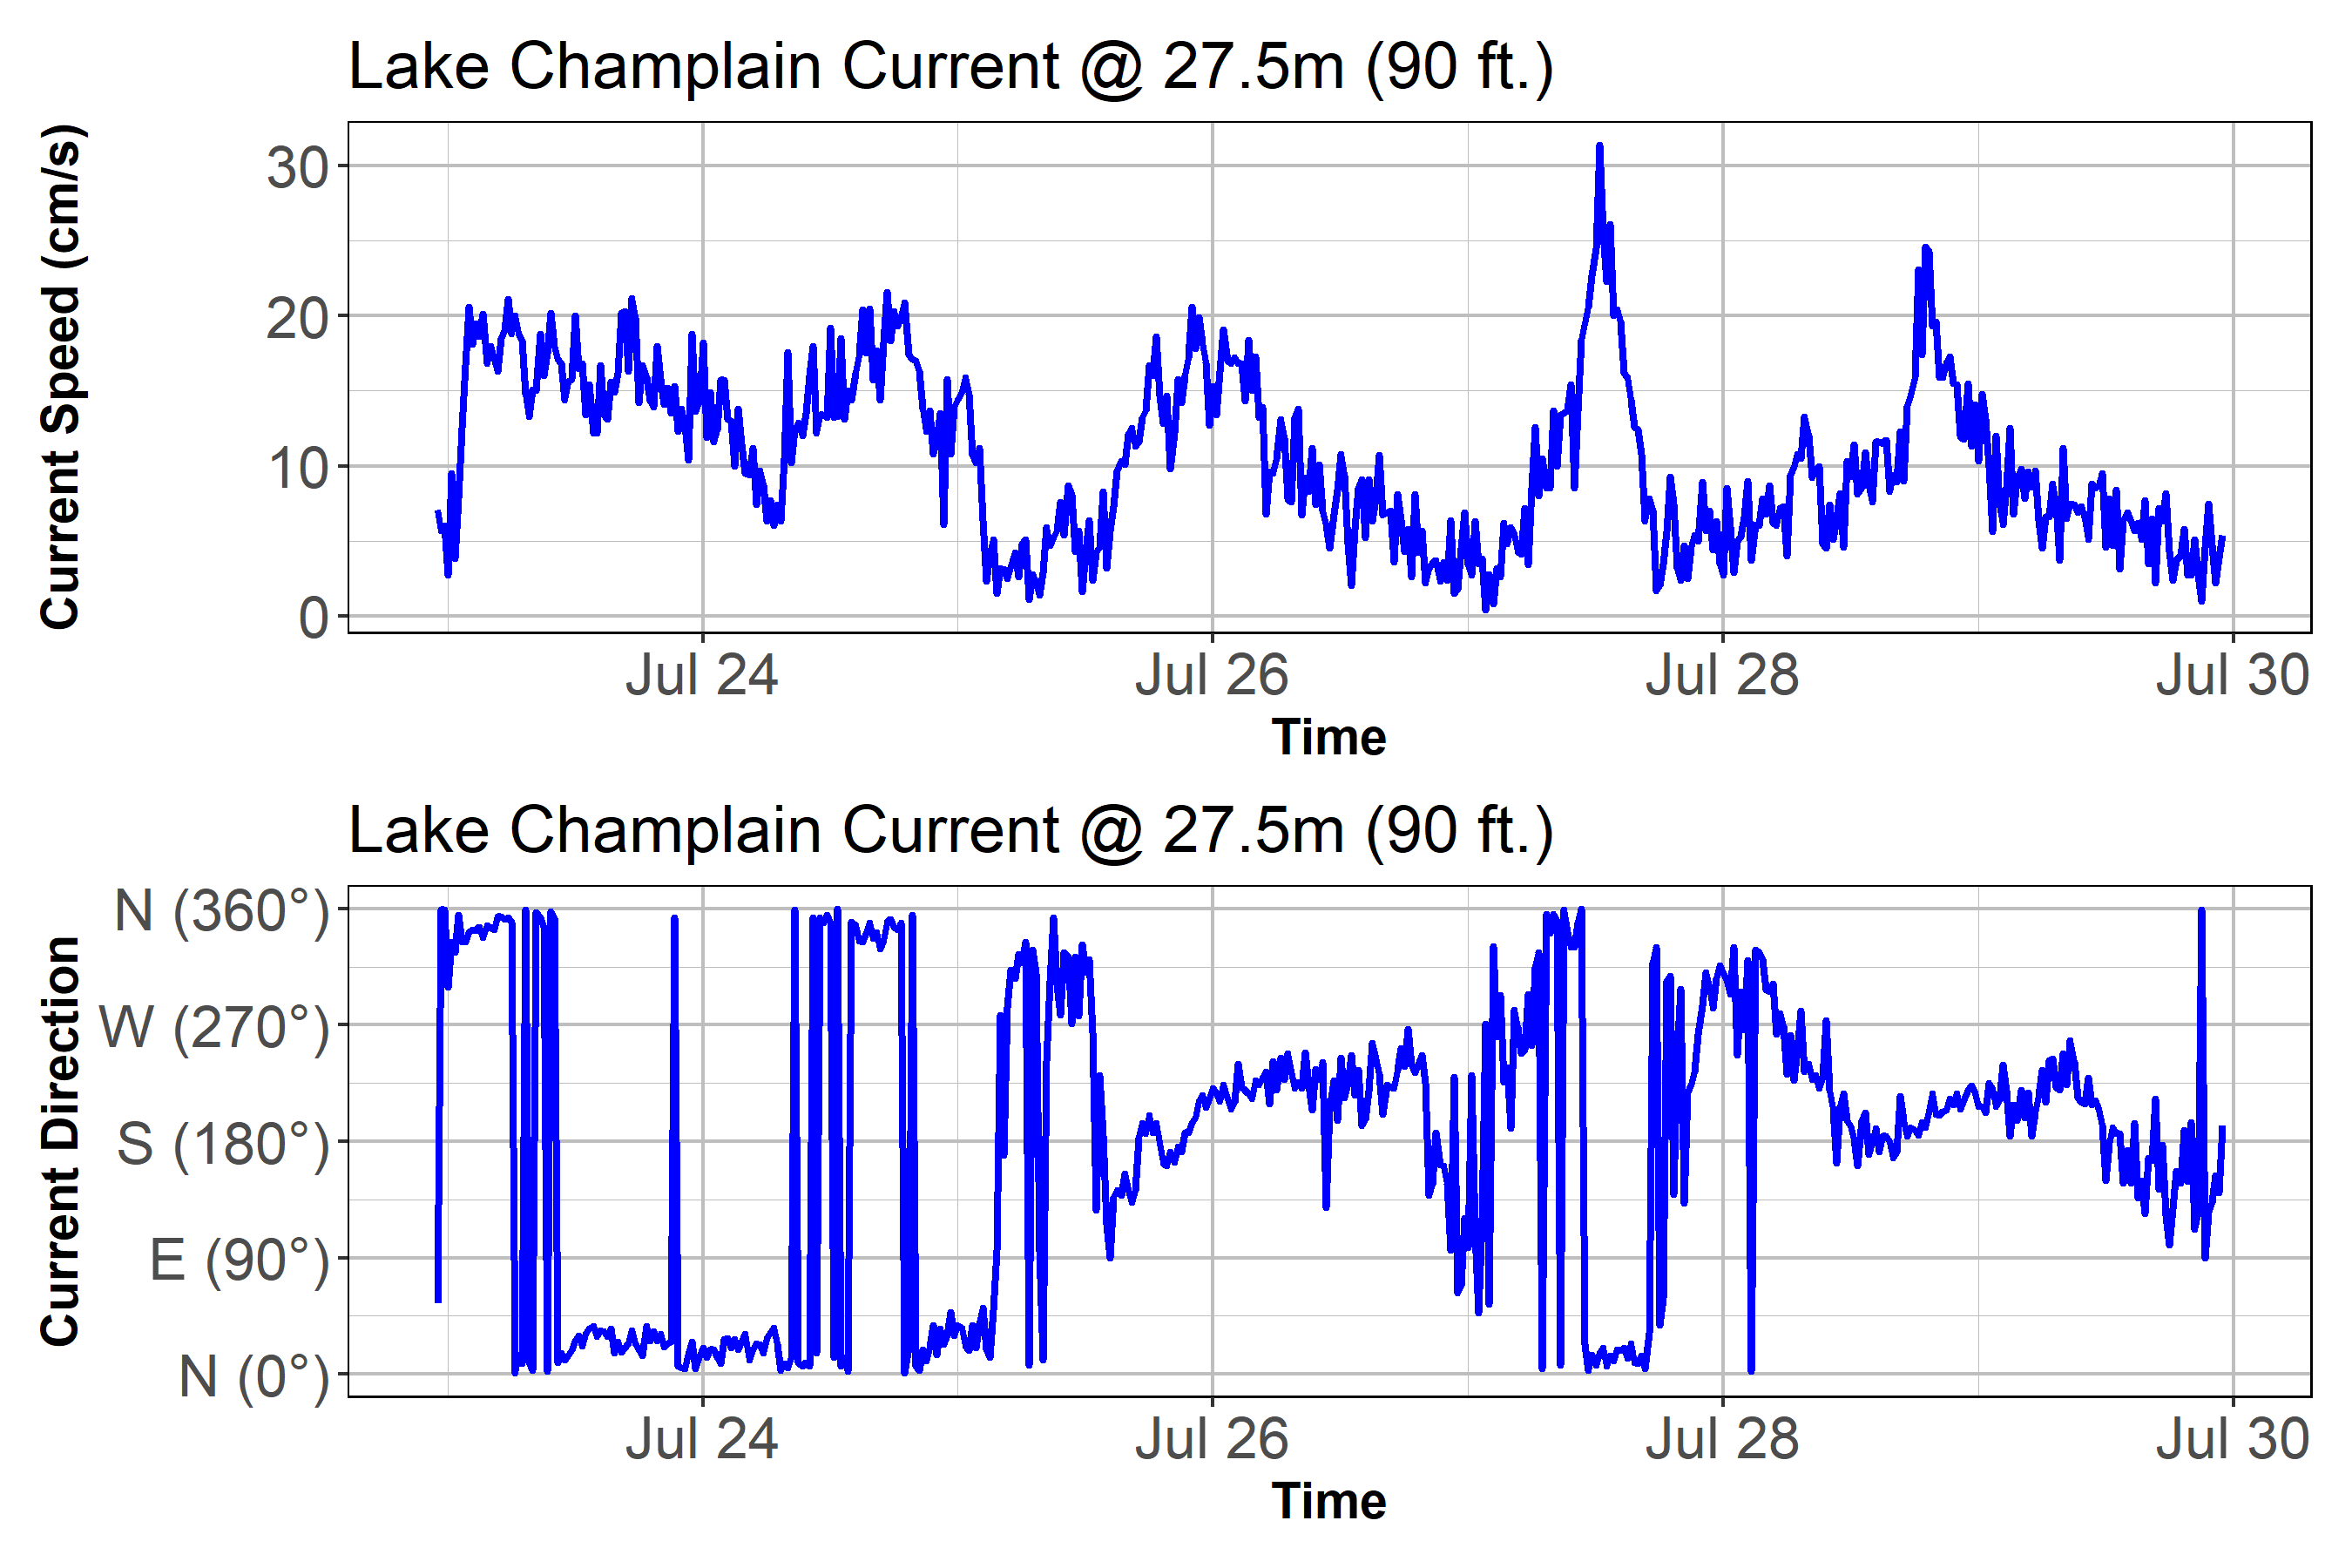 Lake Champlain Current @ 27.5m (90 ft.)
Current Speed (cm/s)
30
20
10
0
Jul 24 Jul 26 Jul 28 Jul 30
Time
Lake Champlain Current @ 27.5m (90 ft.)
Current Direction
N (360°)
W (270°)
S (180°)
E (90°)
N (0°)
Jul 24 Jul 26 Jul 28 Jul 30
Time